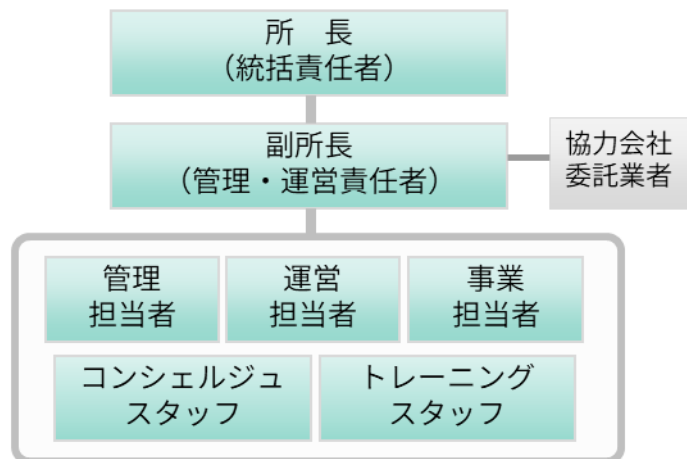 所　長
（統括責任者）
副所長
（管理・運営責任者）
協力会社
委託業者
管理
担当者
運営
担当者
事業
担当者
コンシェルジュ
スタッフ
トレーニング
スタッフ